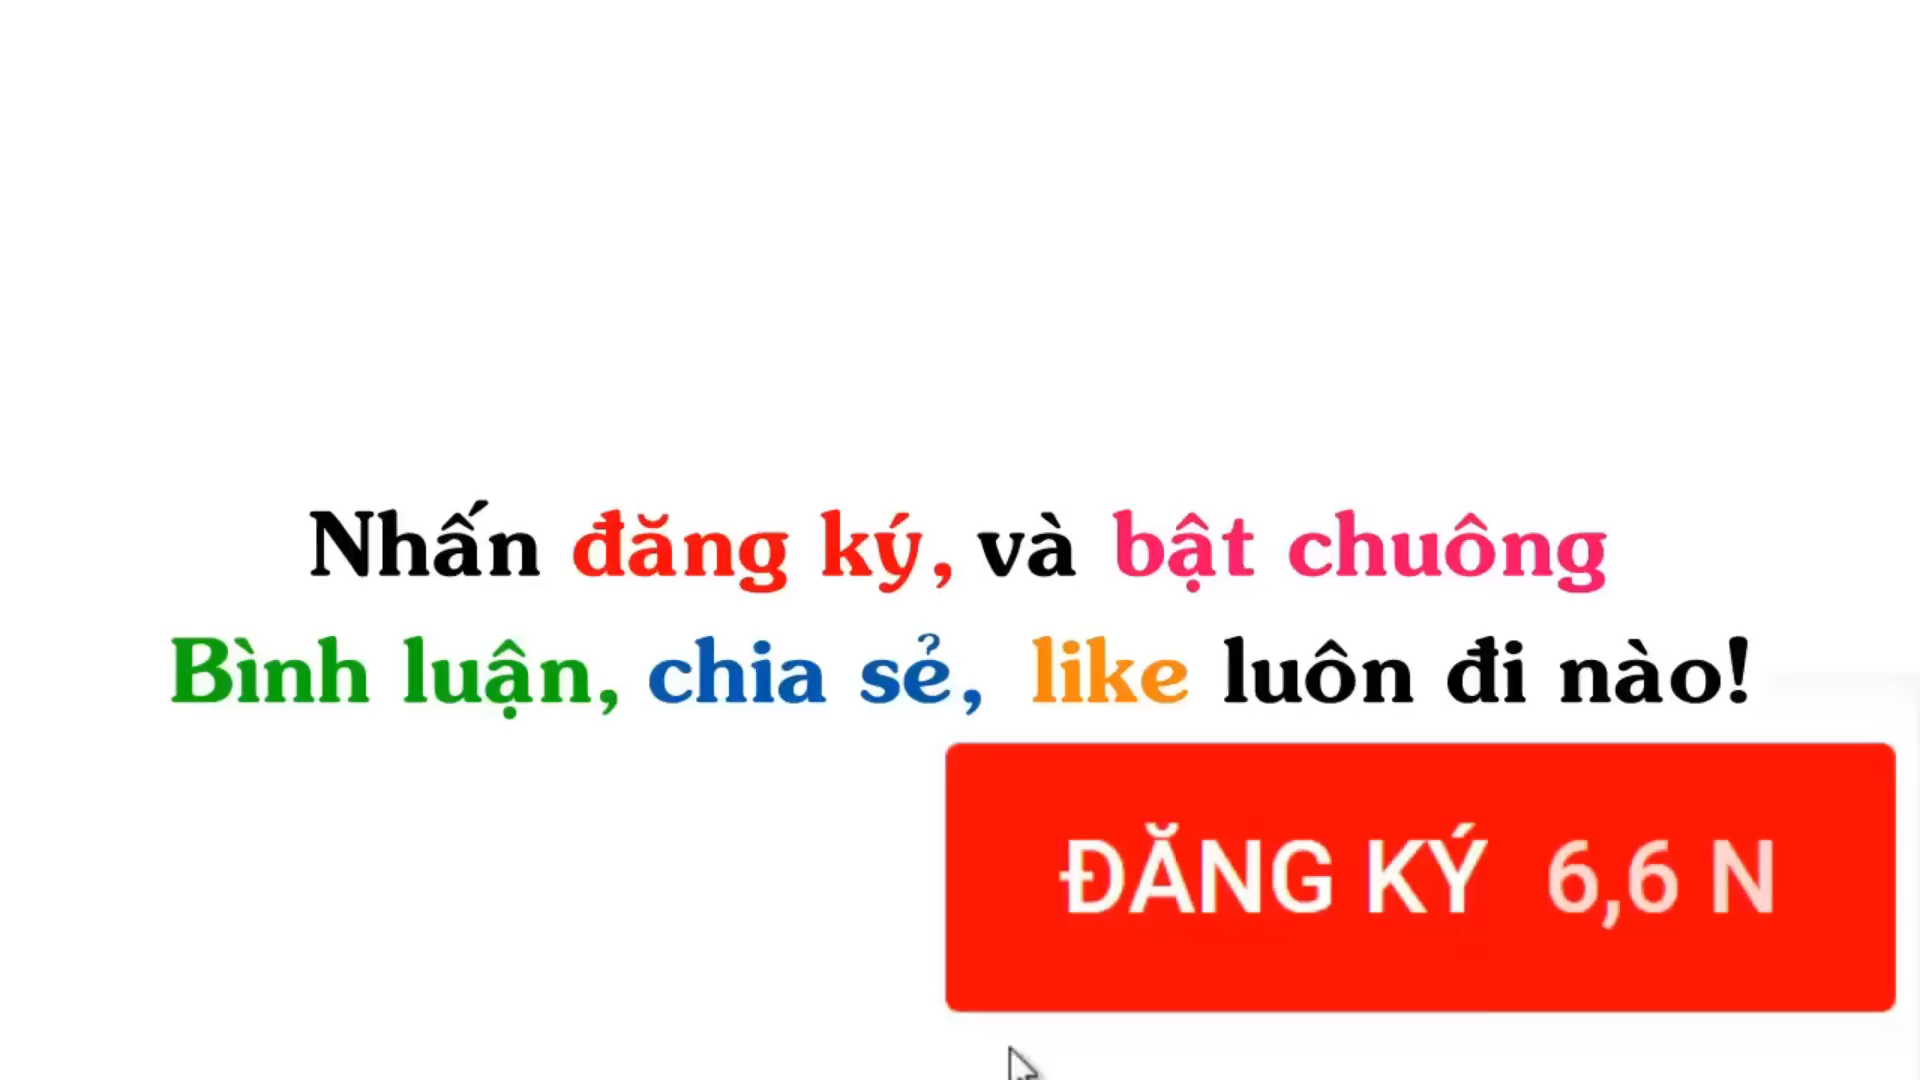 Nhấn đăng ký, và bật chuông
Bình luận, chia sẻ, like luôn đi nào!
ĐĂNG KÝ 6,6 N